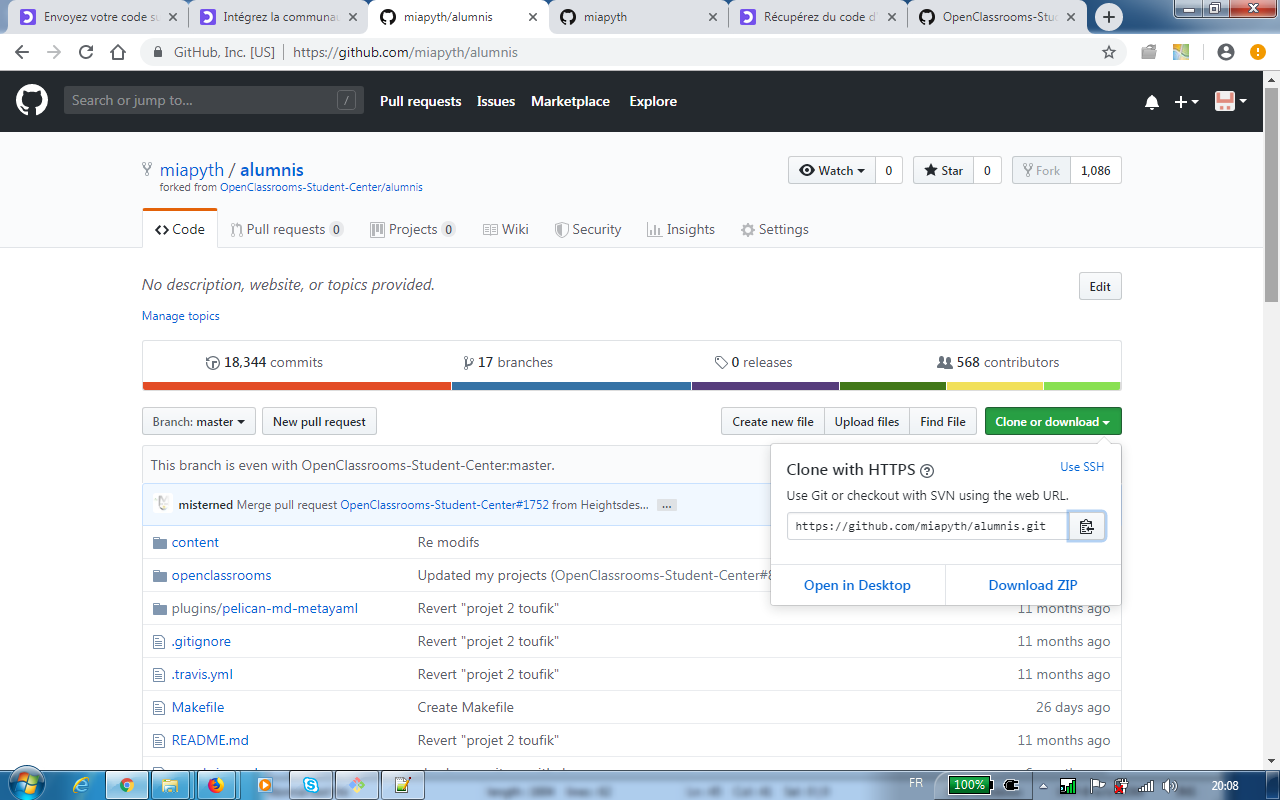 Envoyez votre code su
Intégrez la communau
miapyth/alumnis
miapyth
Récupérez du code d'
OpenClassrooms-Stud
GitHub, Inc. [US] https://github.com/miapyth/alumnis
Search or jump to... /
Pull requests Issues Marketplace Explore
miapyth / alumnis
forked from OpenClassrooms-Student-Center/alumnis
Watch 0 Star 0 Fork 1,086
Code Pull requests 0 Projects 0 Wiki Security Insights Settings
No description, website, or topics provided. Edit
Manage topics
18,344 commits 17 branches 0 releases 568 contributors
Branch: master New pull request Create new file Upload files Find File Clone or download
This branch is even with OpenClassrooms-Student-Center:master.
Clone with HTTPS ? Use SSH
Use Git or checkout with SVN using the web URL.
https://github.com/miapyth/alumnis.git
Open in Desktop Download ZIP
misterned Merge pull request OpenClassrooms-Student-Center#1752 from Heightsdes... …
content Re modifs
openclassrooms Updated my projects (OpenClassrooms-Student-Center#8
plugins/pelican-md-metayaml Revert "projet 2 toufik" 11 months ago
.gitignore Revert "projet 2 toufik" 11 months ago
.travis.yml Revert "projet 2 toufik" 11 months ago
Makefile Create Makefile 26 days ago
README.md Revert "projet 2 toufik" 11 months ago
FR 100% 20:08